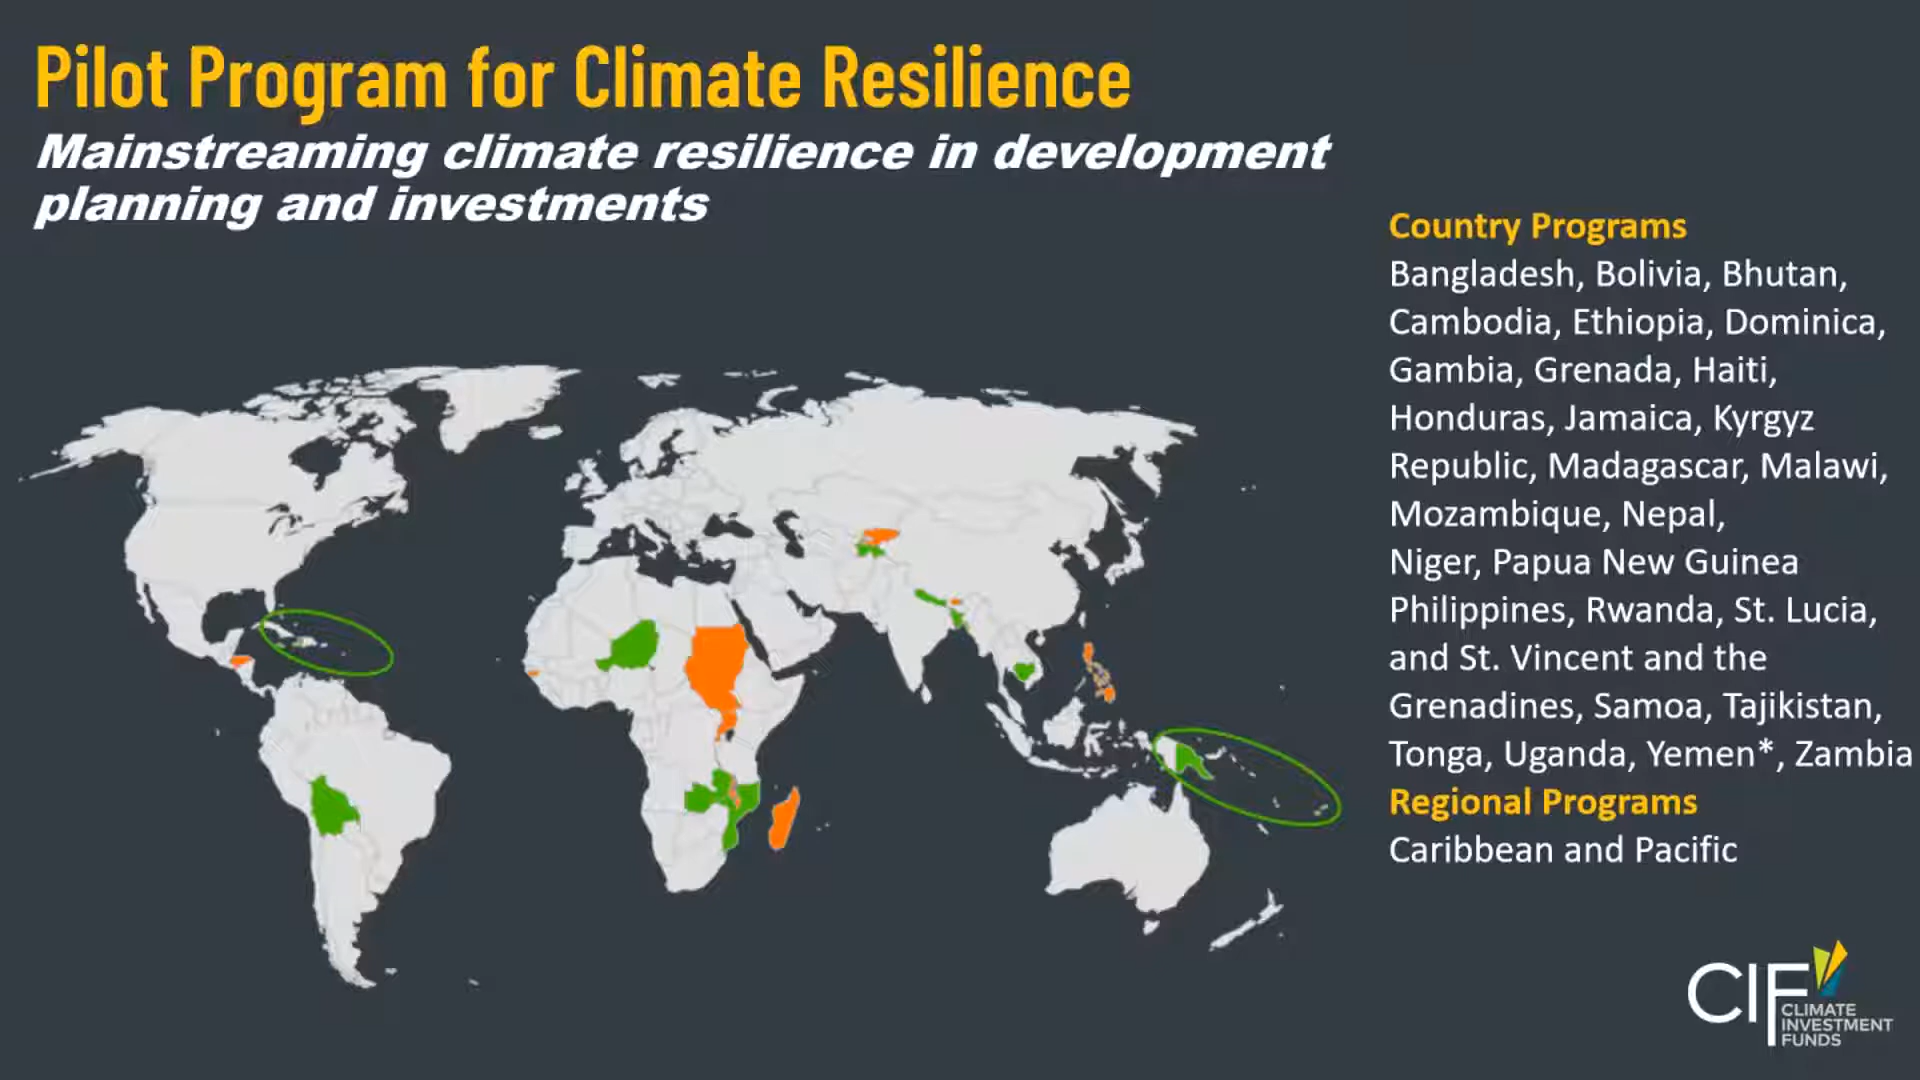 Pilot Program for Climate Resilience
Mainstreaming climate resilience in development
planning and investments
Country Programs
Bangladesh, Bolivia, Bhutan,
Cambodia, Ethiopia, Dominica,
Gambia, Grenada, Haiti,
Honduras, Jamaica, Kyrgyz
Republic, Madagascar, Malawi,
Mozambique, Nepal,
Niger, Papua New Guinea
Philippines, Rwanda, St. Lucia,
and St. Vincent and the
Grenadines, Samoa, Tajikistan,
Tonga, Uganda, Yemen*, Zambia
Regional Programs
Caribbean and Pacific
CIF
CLIMATE
INVESTMENT
FUNDS